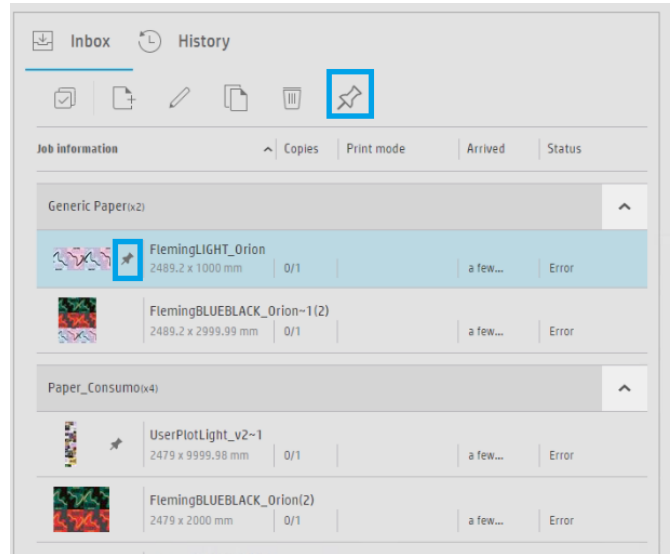 Inbox History
Job information Copies Print mode Arrived Status
Generic Paper(x2)
FlemingLIGHT_Orion
2489.2 x 1000 mm 0/1 a few... Error
FlemingBLUEBLACK_Orion~1(2)
2489.2 x 2999.99 mm 0/1 a few... Error
Paper_Consumo(x4)
UserPlotLight_v2~1
2479 x 9999.98 mm 0/1 a few... Error
FlemingBLUEBLACK_Orion(2)
2479 x 2000 mm 0/1 a few... Error